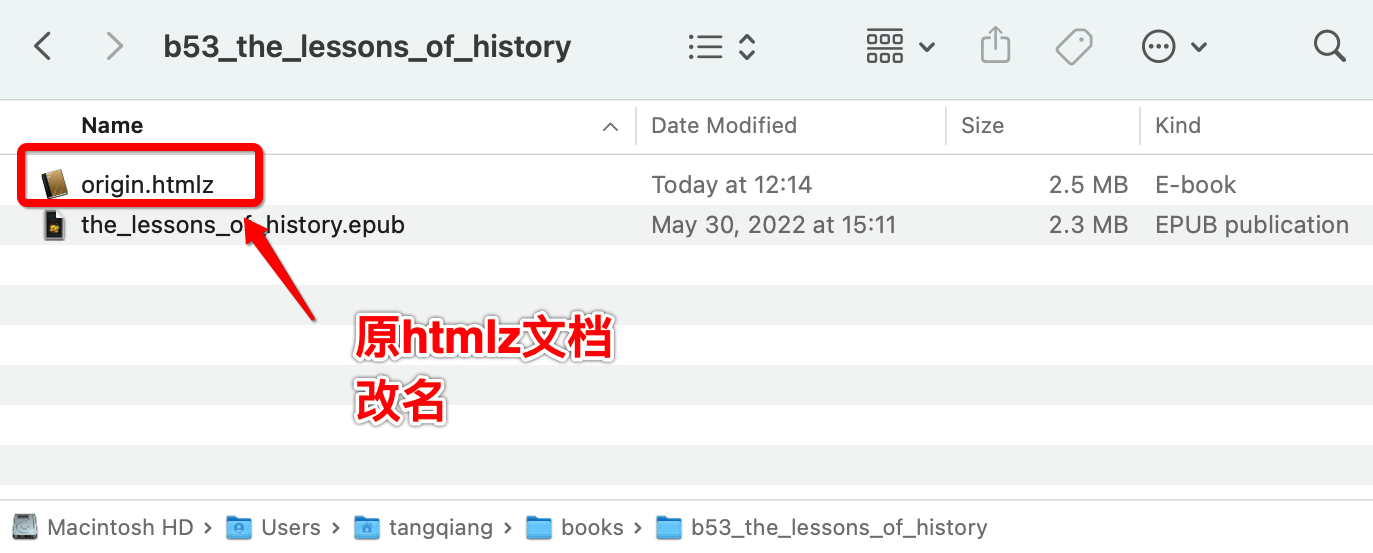 b53_the_lessons_of_history
Name Date Modified Size Kind
origin.htmlz Today at 12:14 2.5 MB E-book
the_lessons_of_history.epub May 30, 2022 at 15:11 2.3 MB EPUB publication
原htmlz文档
改名
Macintosh HD › Users › tangqiang › books › b53_the_lessons_of_history